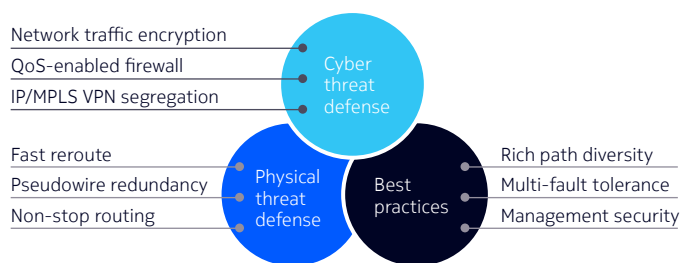 Network traffic encryption
QoS-enabled firewall
IP/MPLS VPN segregation
Cyber
threat
defense
Fast reroute
Pseudowire redundancy
Non-stop routing
Physical
threat
defense
Best
practices
Rich path diversity
Multi-fault tolerance
Management security